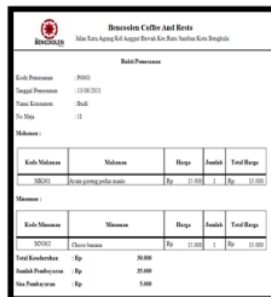 Bencoolen Coffee And Resto
Jalan Ratu Agung Kel Anggut Bawah Kec Ratu Samban Kota Bengkulu
BENCOOLEN
Bukti Pemesanan
Kode Pemesanan : P0001
Tanggal Pemesanan : 13/08/2021
Nama Konsumen : Budi
No Meja : 11
Makanan :
Kode Makanan Makanan Harga Jumlah Total Harga
MK001 Ayam goreng pedas manis Rp 15.000 1 Rp 15.000
Minuman :
Kode Minuman Minuman Harga Jumlah Total Harga
MN002 Choco banana Rp 15.000 1 Rp 15.000
Total Keseluruhan : Rp 30.000
Jumlah Pembayaran : Rp 35.000
Sisa Pembayaran : Rp 5.000